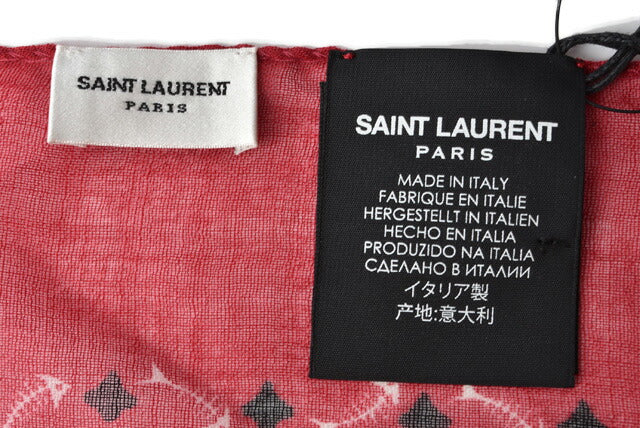 SAINT LAURENT
PARIS
SAINT LAURENT
PARIS
MADE IN ITALY
FABRIQUE EN ITALIE
HERGESTELLT IN ITALIEN
HECHO EN ITALIA
PRODUZIDO NA ITALIA
СДЕЛАНО В ИТАЛИИ
イタリア製
产地:意大利